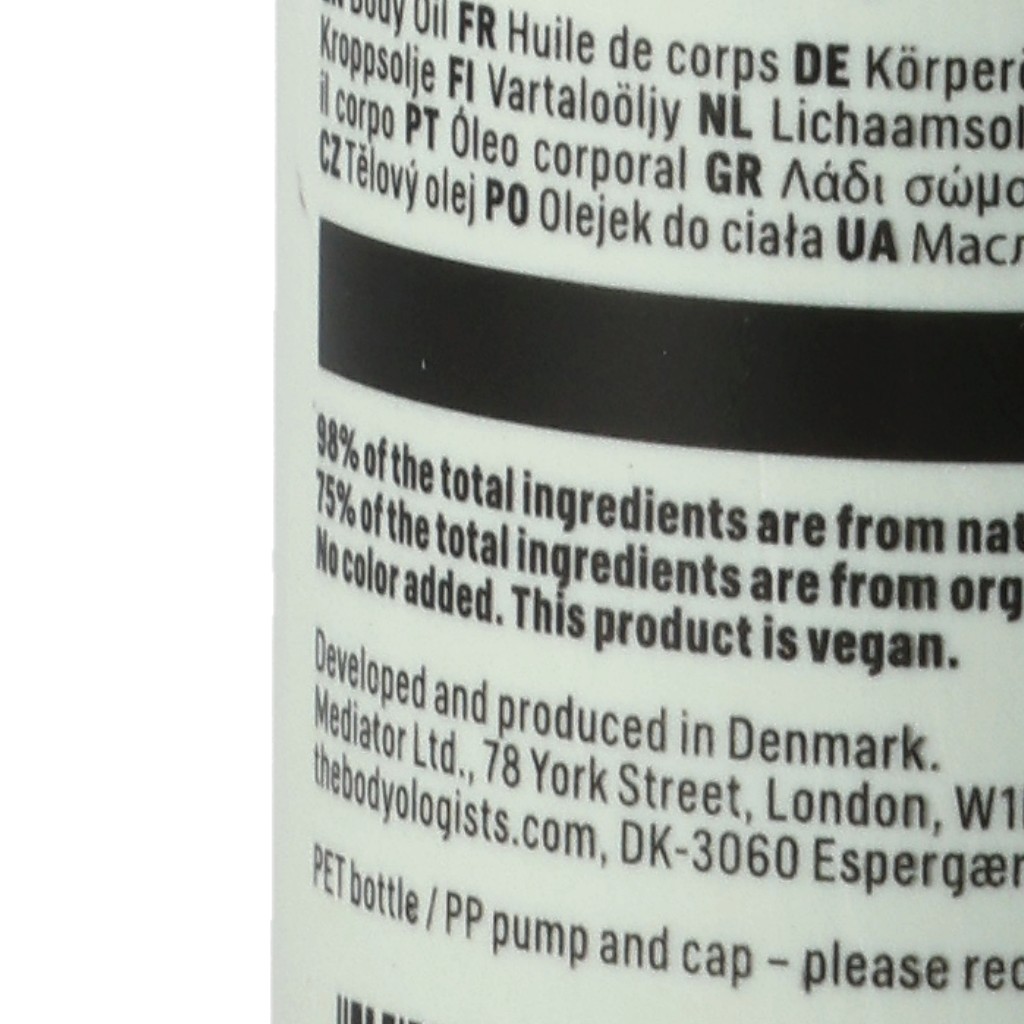 Body Oil FR Huile de corps DE Körper
Kroppsolje FI Vartaloöljy NL Lichaamsol
il corpo PT Óleo corporal GR Λάδι σώμα
CZ Tělový olej PO Olejek do ciała UA Масл
98% of the total ingredients are from nat
75% of the total ingredients are from org
No color added. This product is vegan.
Developed and produced in Denmark.
Mediator Ltd., 78 York Street, London, W1
thebodyologists.com, DK-3060 Espergær
PET bottle / PP pump and cap – please rec